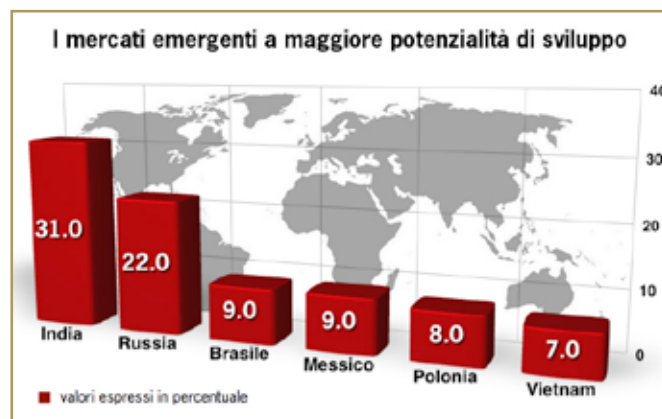 I mercati emergenti a maggiore potenzialità di sviluppo
40
30
20
10
0
31.0
22.0
9.0
9.0
8.0
7.0
India
Russia
Brasile
Messico
Polonia
Vietnam
valori espressi in percentuale